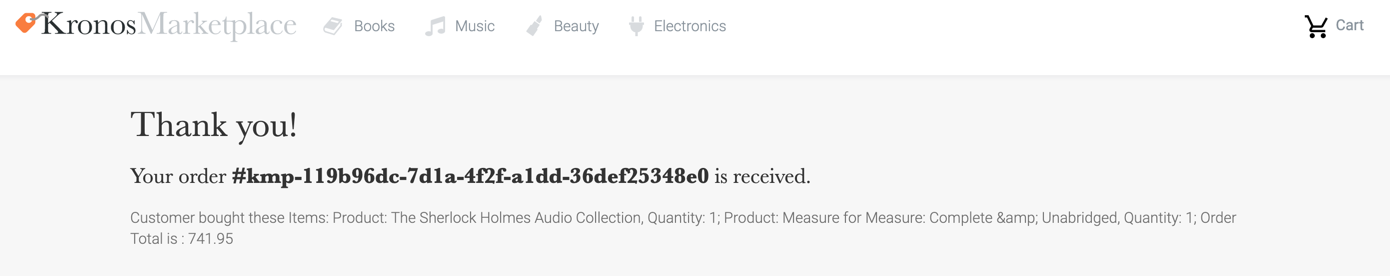 KronosMarketplace Books Music Beauty Electronics Cart
Thank you!
Your order #kmp-119b96dc-7d1a-4f2f-a1dd-36def25348e0 is received.
Customer bought these Items: Product: The Sherlock Holmes Audio Collection, Quantity: 1; Product: Measure for Measure: Complete &amp; Unabridged, Quantity: 1; Order
Total is : 741.95